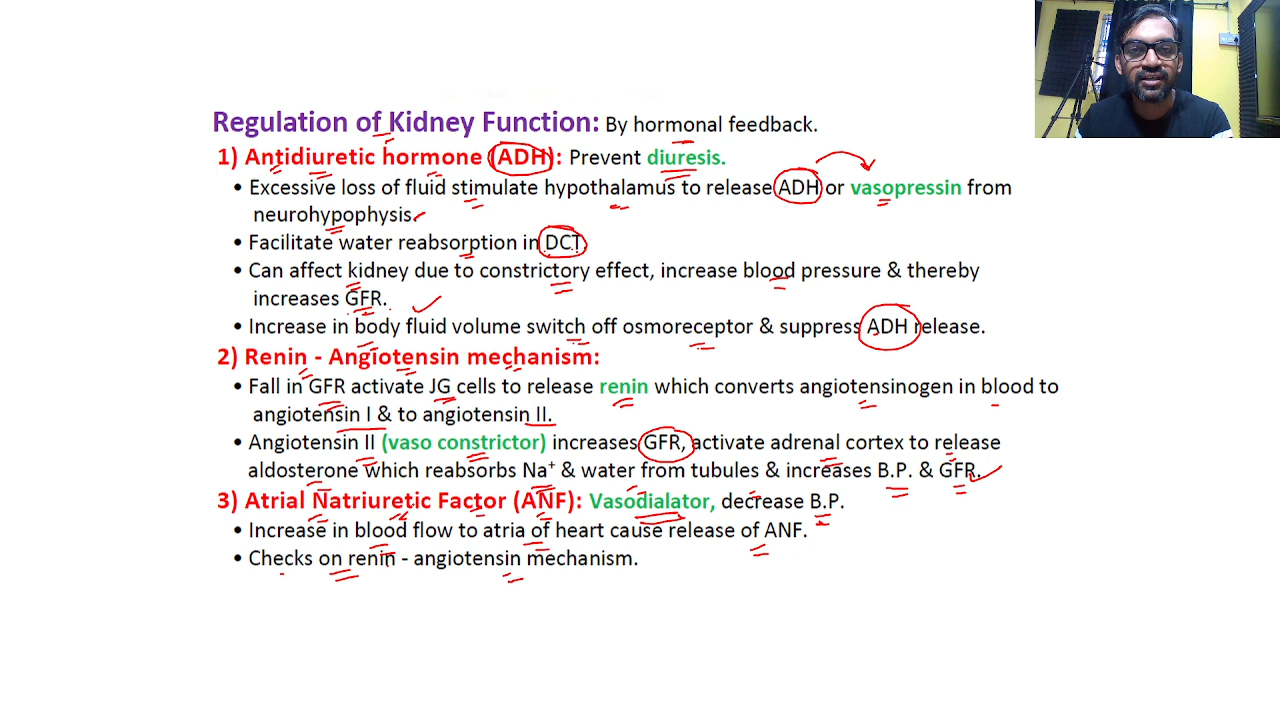 Regulation of Kidney Function: By hormonal feedback.
1) Antidiuretic hormone (ADH): Prevent diuresis.
• Excessive loss of fluid stimulate hypothalamus to release ADH or vasopressin from
neurohypophysis.
• Facilitate water reabsorption in DCT.
• Can affect kidney due to constrictory effect, increase blood pressure & thereby
increases GFR.
• Increase in body fluid volume switch off osmoreceptor & suppress ADH release.
2) Renin - Angiotensin mechanism:
• Fall in GFR activate JG cells to release renin which converts angiotensinogen in blood to
angiotensin I & to angiotensin II.
• Angiotensin II (vaso constrictor) increases GFR, activate adrenal cortex to release
aldosterone which reabsorbs Na⁺ & water from tubules & increases B.P. & GFR.
3) Atrial Natriuretic Factor (ANF): Vasodialator, decrease B.P.
• Increase in blood flow to atria of heart cause release of ANF.
• Checks on renin - angiotensin mechanism.